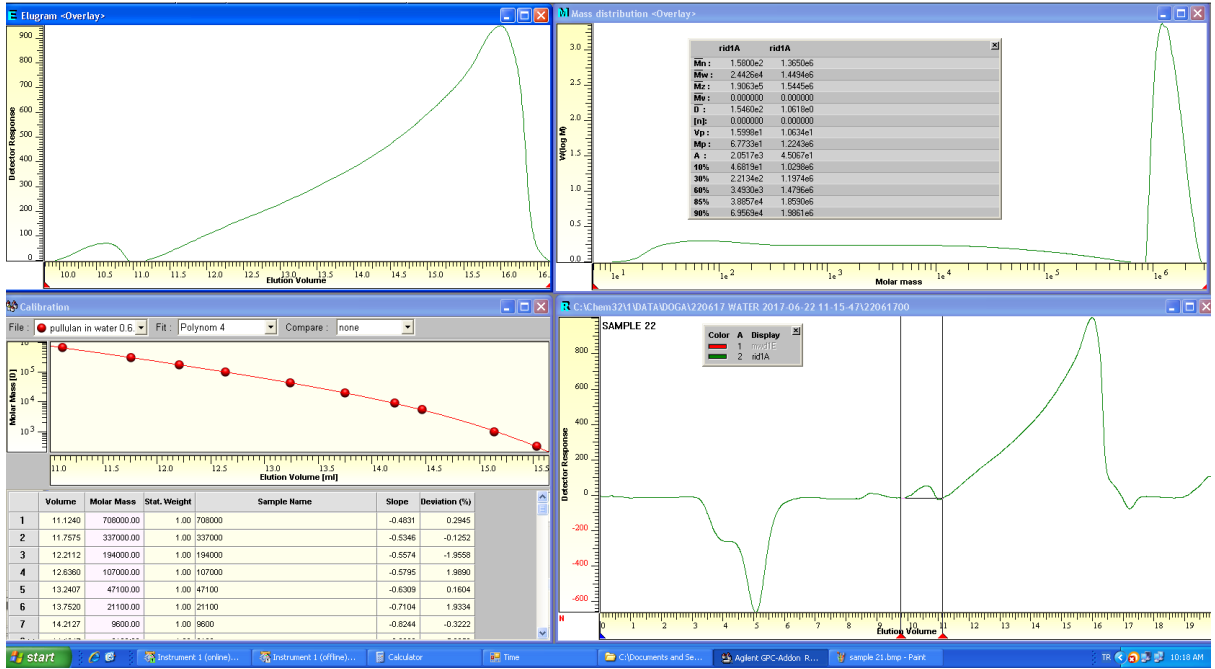 Elugram <Overlay>
900
800
700
600
500
400
300
200
100
0
Detector Response
10.0 10.5 11.0 11.5 12.0 12.5 13.0 13.5 14.0 14.5 15.0 15.5 16.0 16.
Elution Volume
Mass distribution <Overlay>
3.0
2.5
2.0
1.5
1.0
0.5
0.0
W(log M)
rid1A rid1A
Mn : 1.5800e2 1.3650e6
Mw : 2.4426e4 1.4494e6
Mz : 1.9063e5 1.5445e6
Mv : 0.000000 0.000000
D : 1.5460e2 1.0618e0
[n]: 0.000000 0.000000
Vp : 1.5998e1 1.0634e1
Mp : 6.7733e1 1.2243e6
A : 2.0517e3 4.5067e1
10% 4.6819e1 1.0298e6
30% 2.2134e2 1.1974e6
60% 3.4930e3 1.4796e6
85% 3.8857e4 1.8590e6
90% 6.9569e4 1.9861e6
1e1 1e2 1e3 1e4 1e5 1e6
Molar mass
Calibration
File : pullulan in water 0.6. Fit : Polynom 4 Compare : none
10^5
10^4
10^3
Molar Mass [D]
11.0 11.5 12.0 12.5 13.0 13.5 14.0 14.5 15.0 15.5
Elution Volume [ml]
Volume Molar Mass Stat. Weight Sample Name Slope Deviation (%)
1 11.1240 708000.00 1.00 708000 -0.4831 0.2945
2 11.7575 337000.00 1.00 337000 -0.5346 -0.1252
3 12.2112 194000.00 1.00 194000 -0.5574 -1.9558
4 12.6360 107000.00 1.00 107000 -0.5795 1.9890
5 13.2407 47100.00 1.00 47100 -0.6309 0.1604
6 13.7520 21100.00 1.00 21100 -0.7104 1.9334
7 14.2127 9600.00 1.00 9600 -0.8244 -0.3222
C:\Chem32\1\DATA\DOGA\220617 WATER 2017-06-22 11-15-47\22061700
SAMPLE 22
Color A Display
1 mwd1E
2 rid1A
800
600
400
200
0
-200
-400
-600
Detector Response
N
0 1 2 3 4 5 6 7 8 9 10 11 12 13 14 15 16 17 18 19
Elution Volume
start
Instrument 1 (online)...
Instrument 1 (offline)...
Calculator
Time
C:\Documents and Se...
Agilent GPC-Addon R...
sample 21.bmp - Paint
TR
10:18 AM